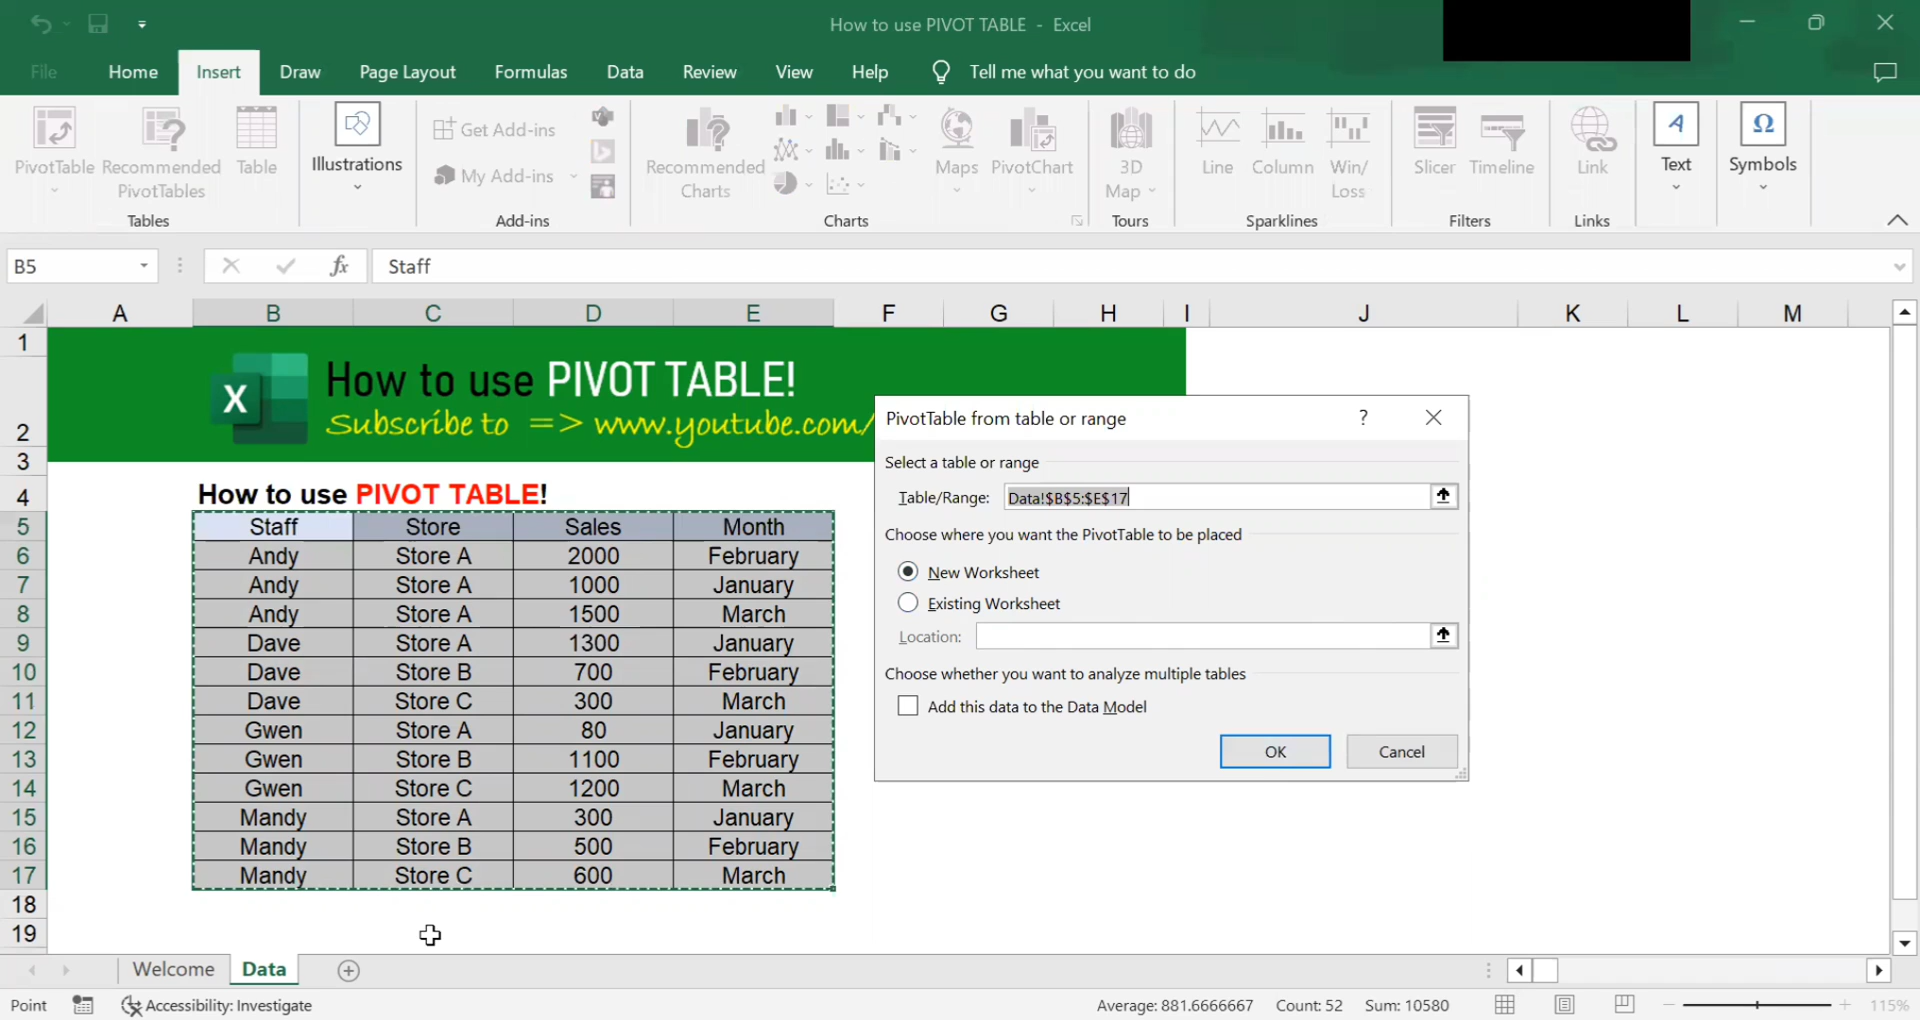 How to use PIVOT TABLE - Excel
File Home Insert Draw Page Layout Formulas Data Review View Help Tell me what you want to do
PivotTable
Recommended
PivotTables
Table
Tables
Illustrations
Get Add-ins
My Add-ins
Add-ins
Recommended
Charts
Maps
PivotChart
Charts
3D
Map
Tours
Line
Column
Win/
Loss
Sparklines
Slicer
Timeline
Filters
Link
Links
A
Text
Ω
Symbols
B5
fx
Staff
A B C D E F G H I J K L M
1
2
3
4
5
6
7
8
9
10
11
12
13
14
15
16
17
18
19
X
How to use PIVOT TABLE!
Subscribe to => www.youtube.com/
How to use PIVOT TABLE!
Staff Store Sales Month
Andy Store A 2000 February
Andy Store A 1000 January
Andy Store A 1500 March
Dave Store A 1300 January
Dave Store B 700 February
Dave Store C 300 March
Gwen Store A 80 January
Gwen Store B 1100 February
Gwen Store C 1200 March
Mandy Store A 300 January
Mandy Store B 500 February
Mandy Store C 600 March
PivotTable from table or range ?
Select a table or range
Table/Range: Data!$B$5:$E$17
Choose where you want the PivotTable to be placed
New Worksheet
Existing Worksheet
Location:
Choose whether you want to analyze multiple tables
Add this data to the Data Model
OK Cancel
Welcome Data
Point Accessibility: Investigate Average: 881.6666667 Count: 52 Sum: 10580 115%